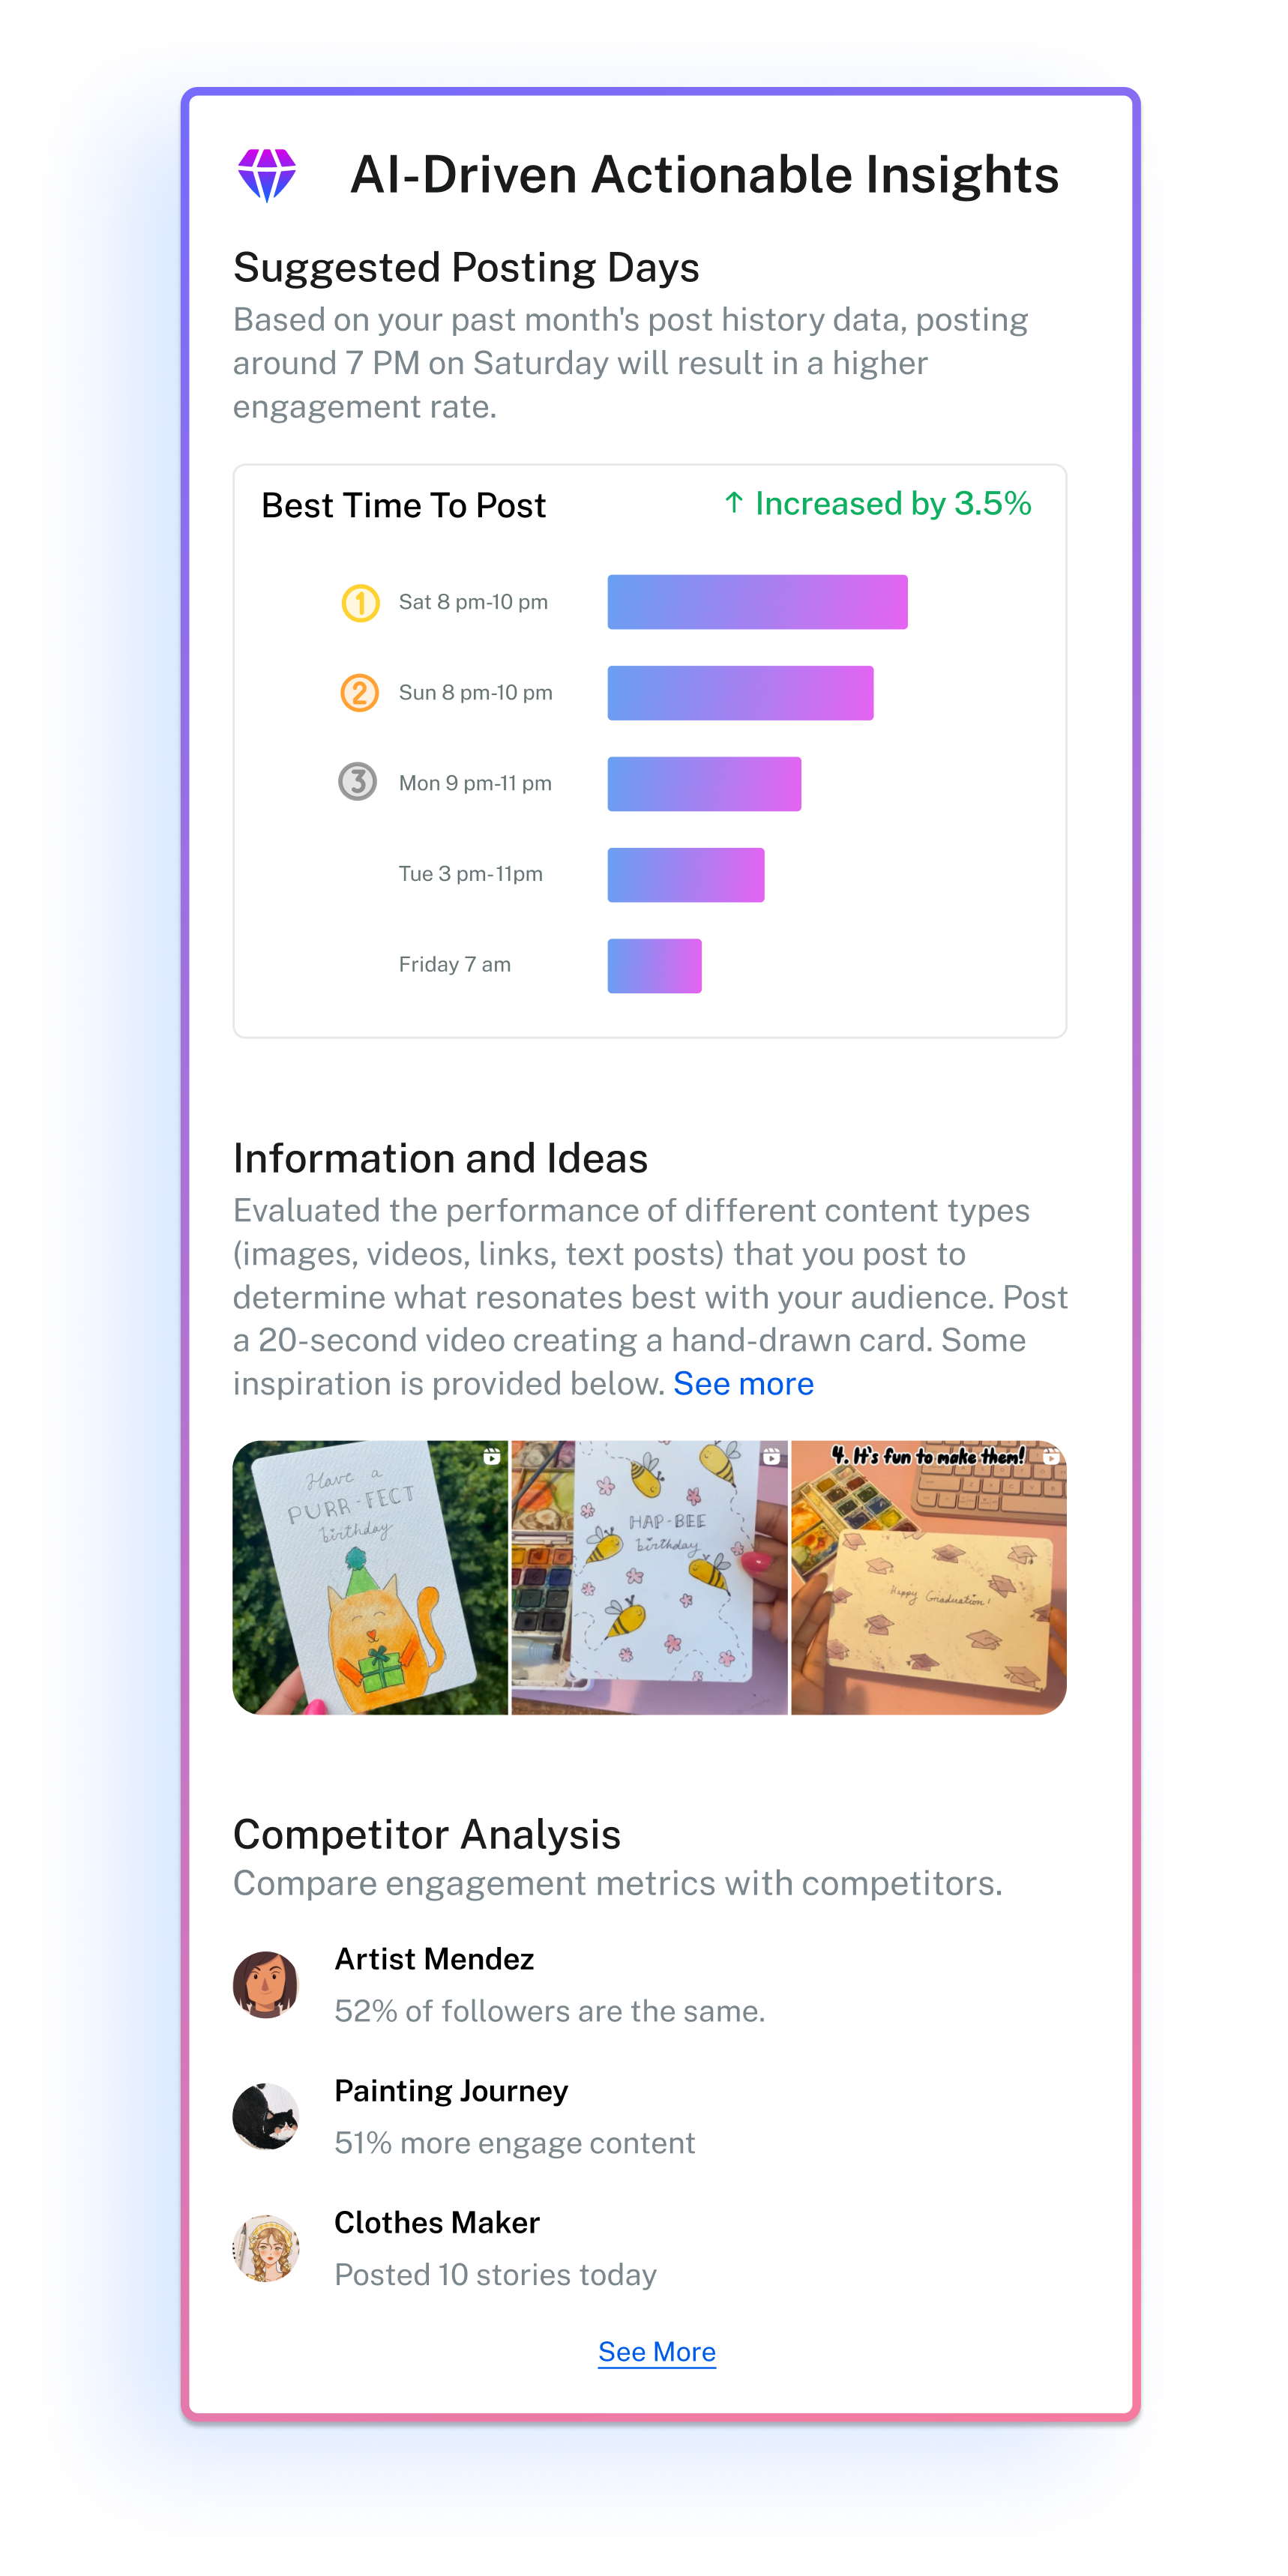 AI-Driven Actionable Insights
Suggested Posting Days
Based on your past month's post history data, posting
around 7 PM on Saturday will result in a higher
engagement rate.
Best Time To Post
↑ Increased by 3.5%
1 Sat 8 pm-10 pm
2 Sun 8 pm-10 pm
3 Mon 9 pm-11 pm
Tue 3 pm-11pm
Friday 7 am
Information and Ideas
Evaluated the performance of different content types
(images, videos, links, text posts) that you post to
determine what resonates best with your audience. Post
a 20-second video creating a hand-drawn card. Some
inspiration is provided below. See more
Have a
PURR-FECT
birthday
HAP-BEE
birthday
4. It's fun to make them!
Happy Graduation!
Competitor Analysis
Compare engagement metrics with competitors.
Artist Mendez
52% of followers are the same.
Painting Journey
51% more engage content
Clothes Maker
Posted 10 stories today
See More